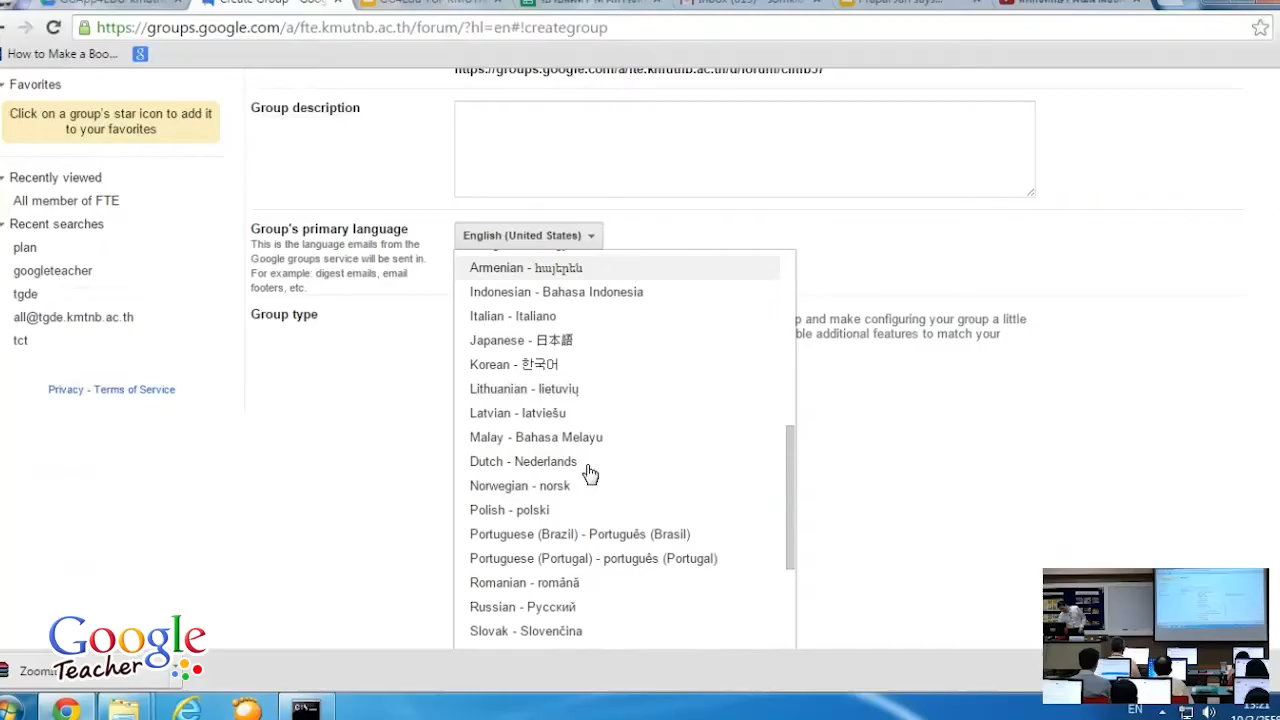 https://groups.google.com/a/fte.kmutnb.ac.th/forum/?hl=en#!creategroup
How to Make a Boo...
8
Favorites
Click on a group's star icon to add it
to your favorites
Recently viewed
All member of FTE
Recent searches
plan
googleteacher
tgde
all@tgde.kmtnb.ac.th
tct
Privacy - Terms of Service
Group description
Group's primary language
This is the language emails from the
Google groups service will be sent in.
For example: digest emails, email
footers, etc.
Group type
English (United States)
Armenian - հայերեն
Indonesian - Bahasa Indonesia
Italian - Italiano
Japanese - 日本語
Korean - 한국어
Lithuanian - lietuvių
Latvian - latviešu
Malay - Bahasa Melayu
Dutch - Nederlands
Norwegian - norsk
Polish - polski
Portuguese (Brazil) - Português (Brasil)
Portuguese (Portugal) - português (Portugal)
Romanian - română
Russian - Русский
Slovak - Slovenčina
p and make configuring your group a little
ble additional features to match your
Google
Teacher
Zoom
EN